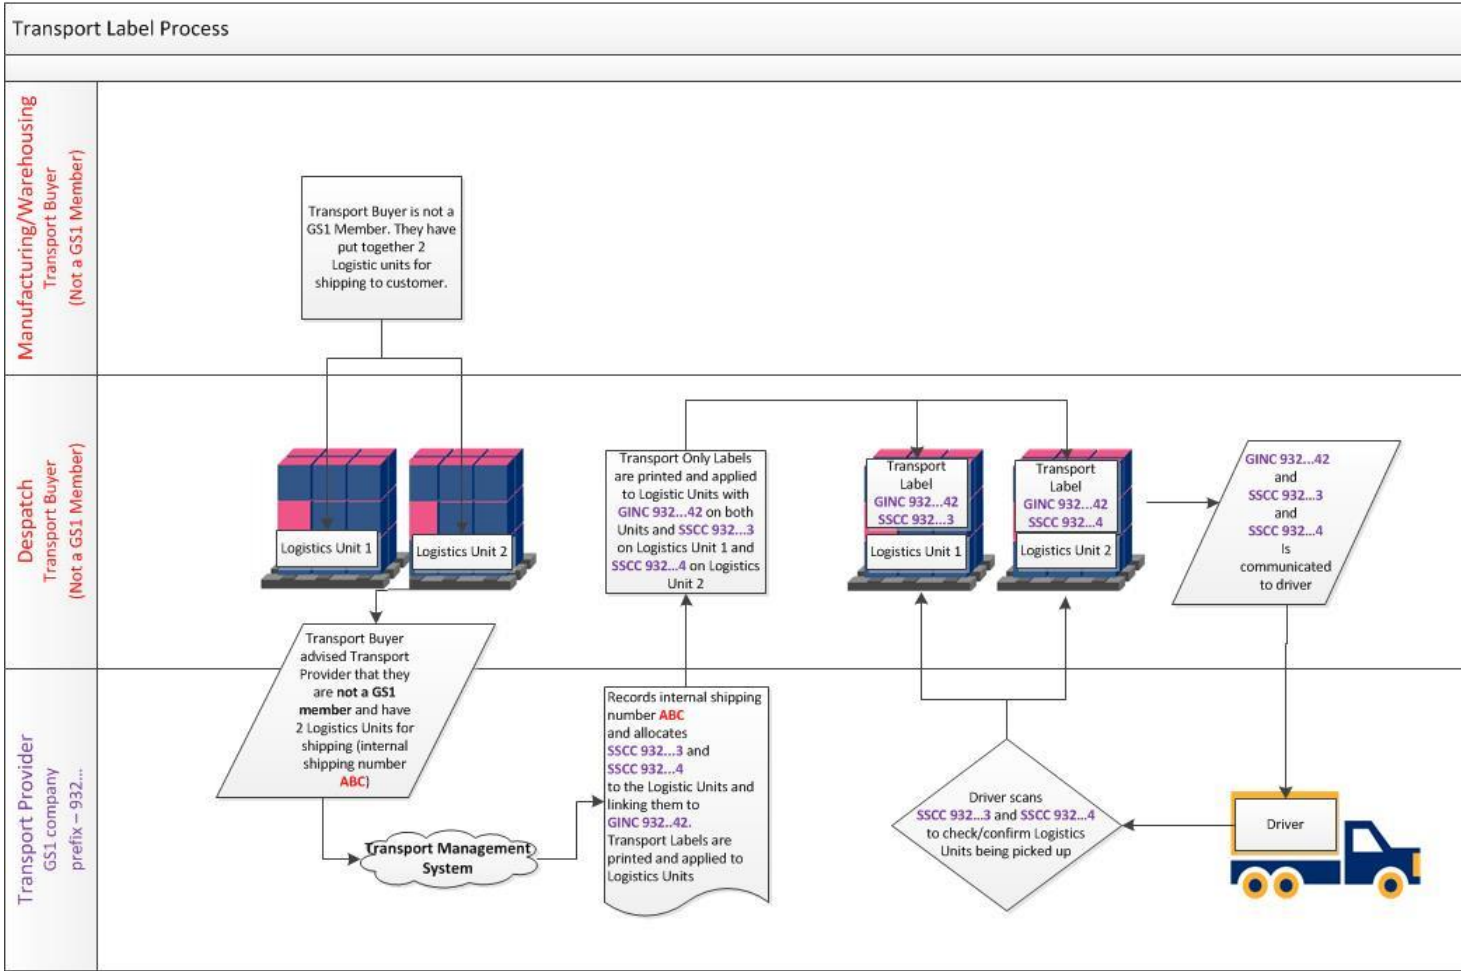 Transport Label Process
Manufacturing/Warehousing
Transport Buyer
(Not a GS1 Member)
Transport Buyer is not a
GS1 Member. They have
put together 2
Logistic units for
shipping to customer.
Despatch
Transport Buyer
(Not a GS1 Member)
Logistics Unit 1
Logistics Unit 2
Transport Only Labels
are printed and applied
to Logistic Units with
GINC 932...42 on both
Units and SSCC 932...3
on Logistics Unit 1 and
SSCC 932...4 on Logistics
Unit 2
Transport
Label
GINC 932...42
SSCC 932...3
Logistics Unit 1
Transport
Label
GINC 932...42
SSCC 932...4
Logistics Unit 2
GINC 932...42
and
SSCC 932...3
and
SSCC 932...4
Is
communicated
to driver
Transport Provider
GS1 company
prefix – 932...
Transport Buyer
advised Transport
Provider that they
are not a GS1
member and have
2 Logistics Units for
shipping (internal
shipping number
ABC)
Transport Management
System
Records internal shipping
number ABC
and allocates
SSCC 932...3 and
SSCC 932...4
to the Logistic Units and
linking them to
GINC 932..42.
Transport Labels are
printed and applied to
Logistics Units
Driver scans
SSCC 932...3 and SSCC 932...4
to check/confirm Logistics
Units being picked up
Driver